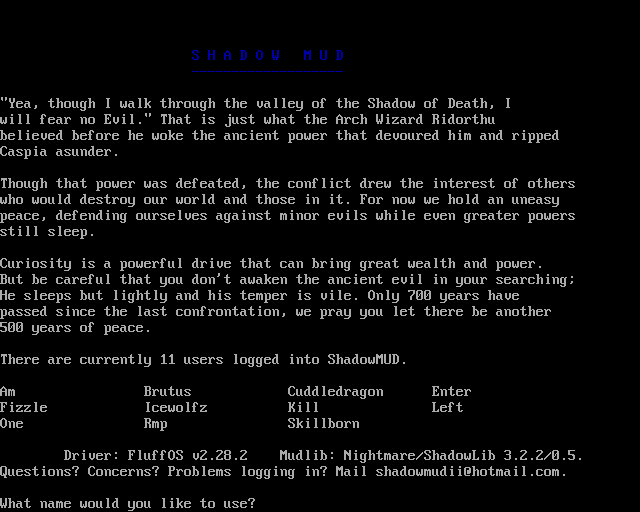 S H A D O W  M U D
-------------------
"Yea, though I walk through the valley of the Shadow of Death, I
will fear no Evil." That is just what the Arch Wizard Ridorthu
believed before he woke the ancient power that devoured him and ripped
Caspia asunder.
Though that power was defeated, the conflict drew the interest of others
who would destroy our world and those in it. For now we hold an uneasy
peace, defending ourselves against minor evils while even greater powers
still sleep.
Curiosity is a powerful drive that can bring great wealth and power.
But be careful that you don't awaken the ancient evil in your searching;
He sleeps but lightly and his temper is vile. Only 700 years have
passed since the last confrontation, we pray you let there be another
500 years of peace.
There are currently 11 users logged into ShadowMUD.
Am Brutus Cuddledragon Enter
Fizzle Icewolfz Kill Left
One Rmp Skillborn
Driver: FluffOS v2.28.2 Mudlib: Nightmare/ShadowLib 3.2.2/0.5.
Questions? Concerns? Problems logging in? Mail shadowmudii@hotmail.com.
What name would you like to use?